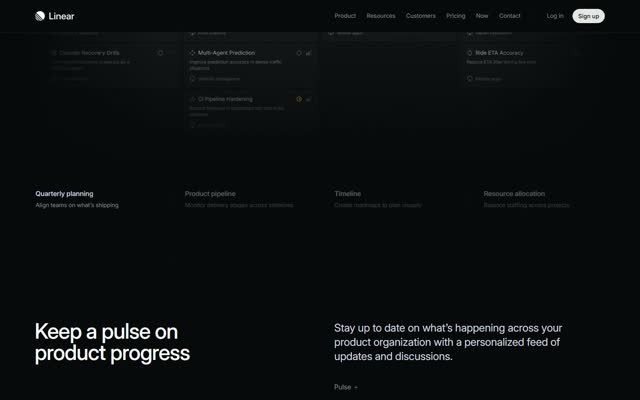 Linear
Product
Resources
Customers
Pricing
Now
Contact
Log in
Sign up
Multi-Agent Prediction
Improve prediction accuracy in dense traffic
Ride ETA Accuracy
CI Pipeline Hardening
Quarterly planning
Align teams on what's shipping
Product pipeline
Monitor delivery stages across initiatives
Timeline
Create roadmaps to plan visually
Resource allocation
Balance staffing across projects
Keep a pulse on
product progress
Stay up to date on what's happening across your
product organization with a personalized feed of
updates and discussions.
Pulse